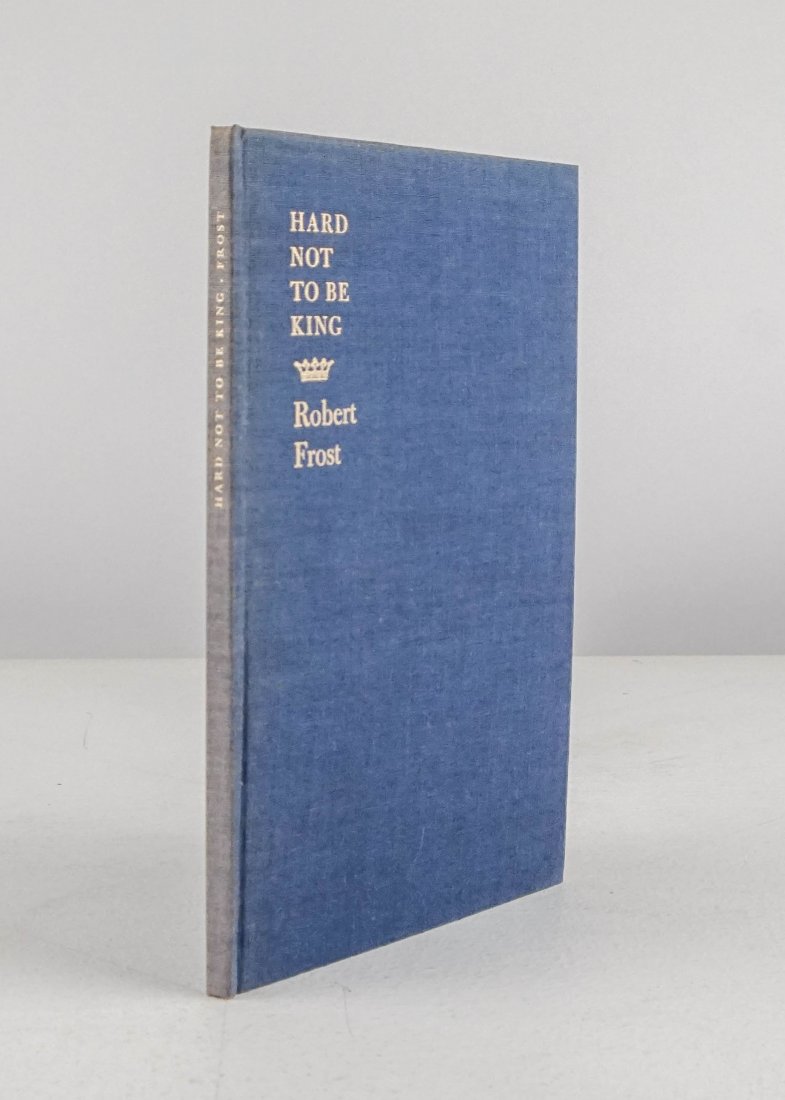 HARD NOT TO BE KING · FROST
HARD
NOT
TO BE
KING
Robert
Frost